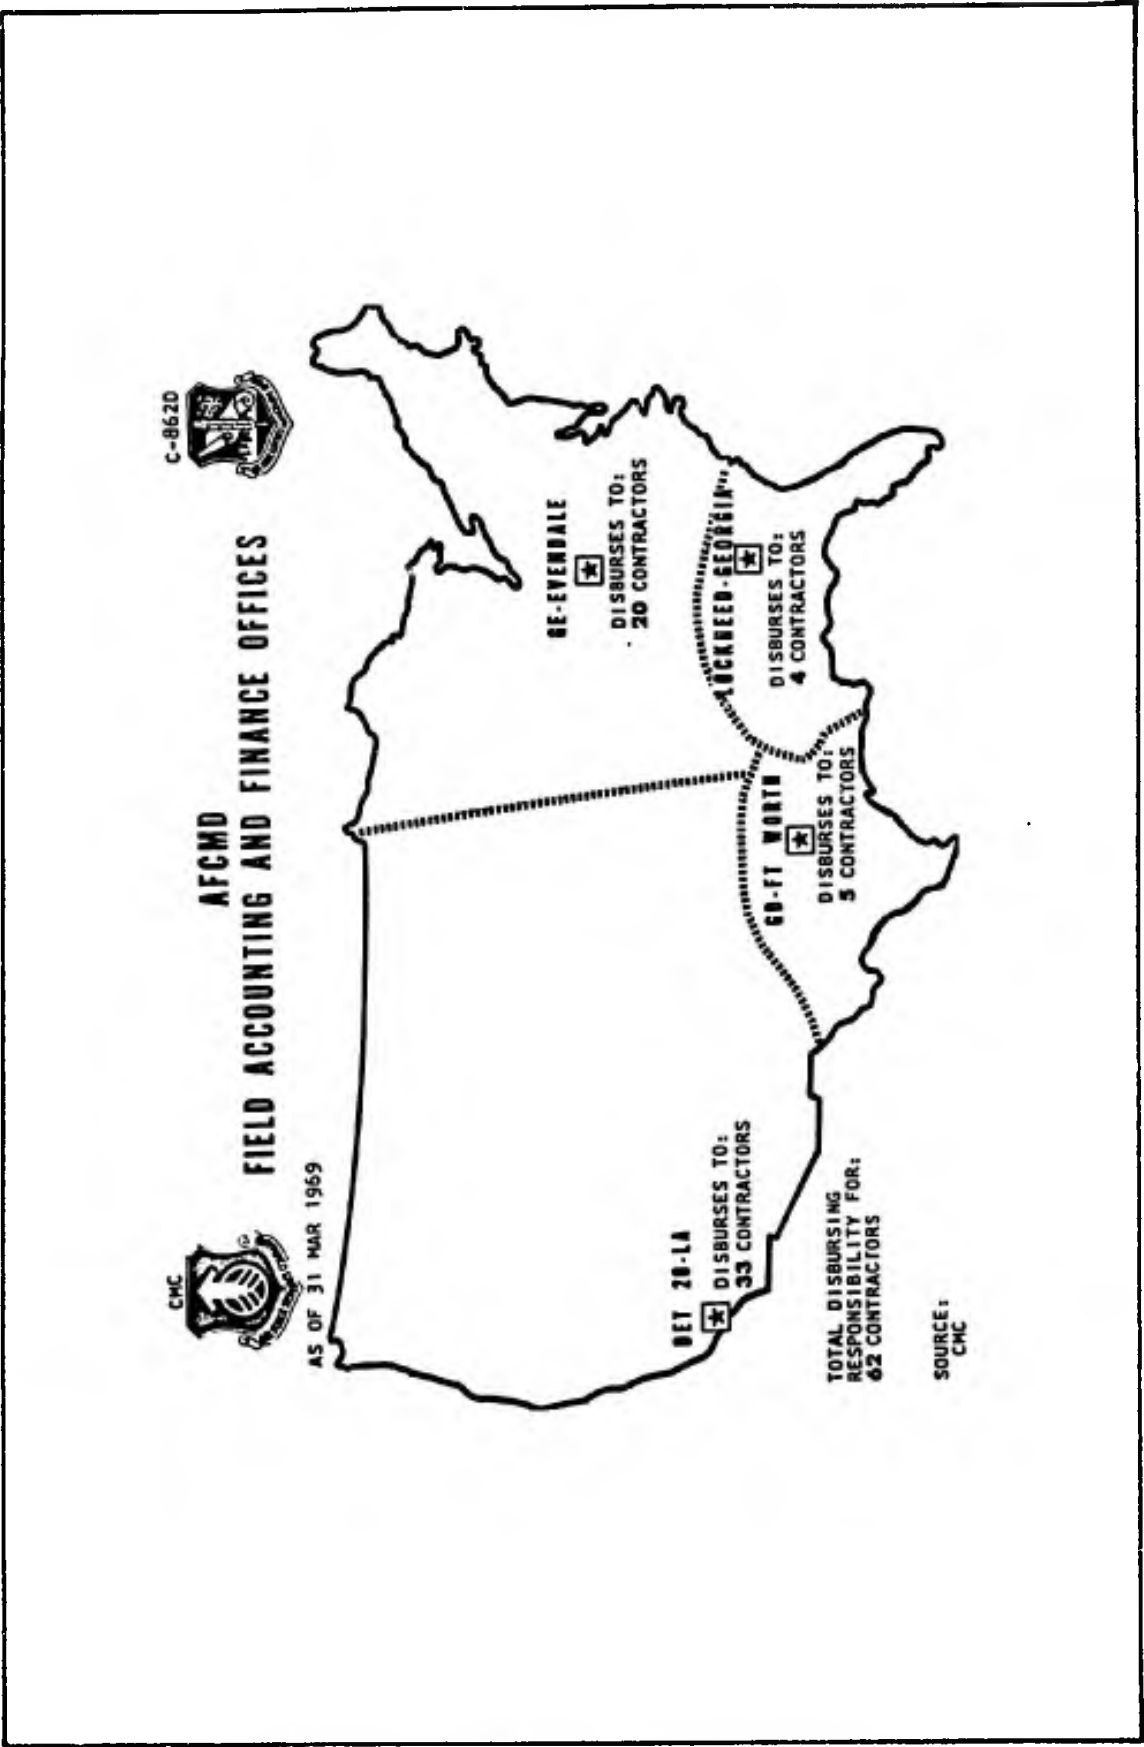 CMC
C-862D
AFCMD
FIELD ACCOUNTING AND FINANCE OFFICES
AS OF 31 MAR 1969
GE-EVENDALE
DISBURSES TO:
20 CONTRACTORS
DET 20-LA
DISBURSES TO:
33 CONTRACTORS
LOCKHEED-GEORGIA
DISBURSES TO:
4 CONTRACTORS
GD-FT WORTH
DISBURSES TO:
5 CONTRACTORS
TOTAL DISBURSING
RESPONSIBILITY FOR:
62 CONTRACTORS
SOURCE:
CMC